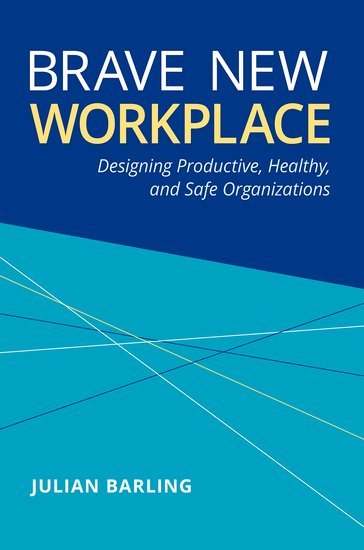 BRAVE NEW
WORKPLACE
Designing Productive, Healthy,
and Safe Organizations
JULIAN BARLING